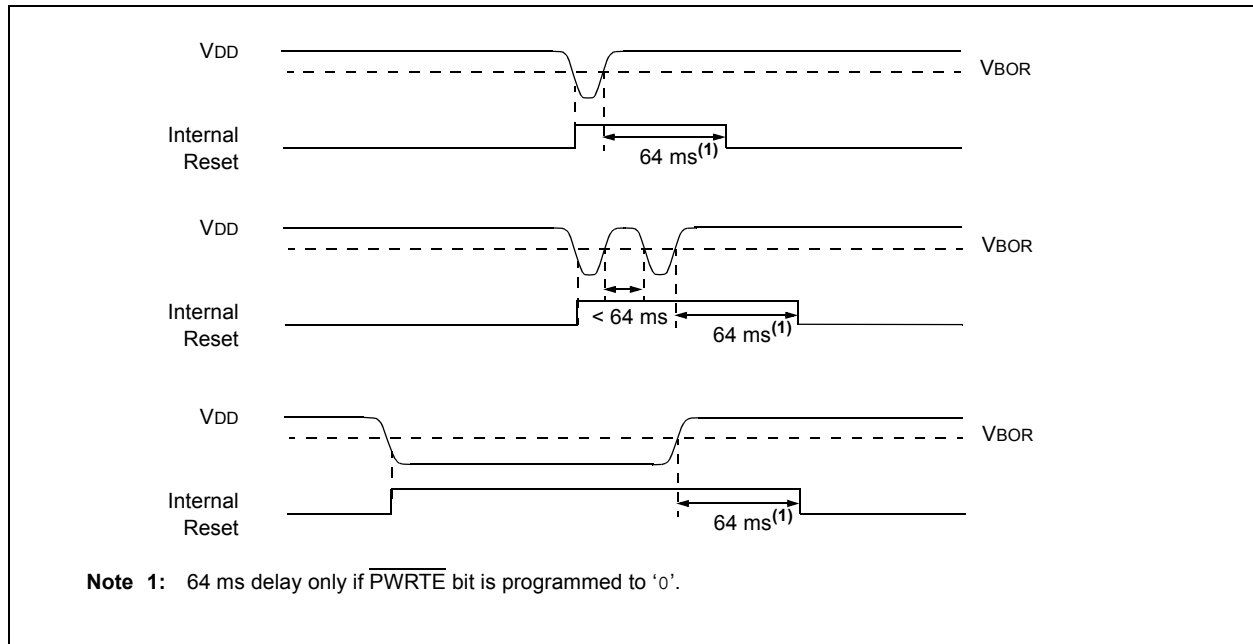 VDD
VBOR
Internal
Reset
64 ms(1)
VDD
VBOR
Internal
Reset
< 64 ms
64 ms(1)
VDD
VBOR
Internal
Reset
64 ms(1)
Note 1: 64 ms delay only if PWRTE bit is programmed to ‘0’.